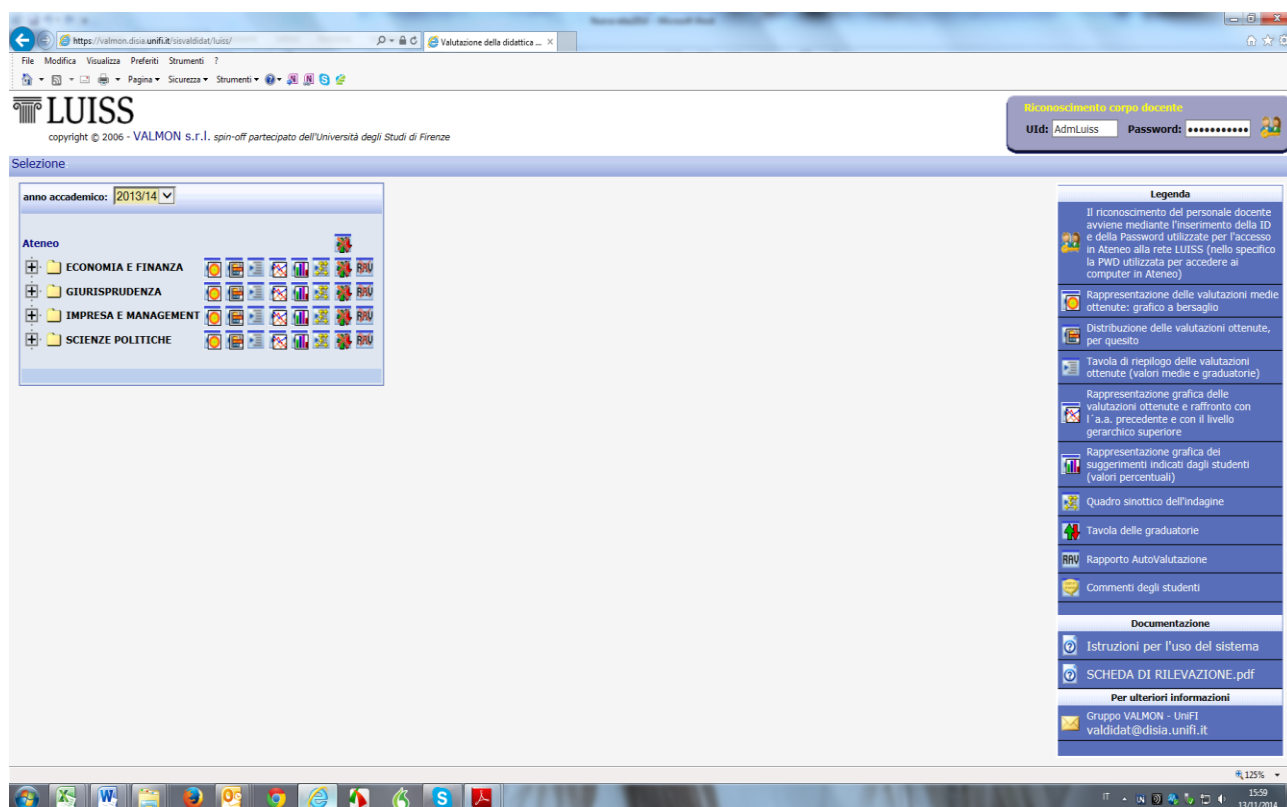 https://valmon.disia.unifi.it/sisvaldidat/luiss/
Valutazione della didattica ...
File Modifica Visualizza Preferiti Strumenti ?
Pagina Sicurezza Strumenti
LUISS
copyright © 2006 - VALMON s.r.l. spin-off partecipato dell'Università degli Studi di Firenze
Riconoscimento corpo docente
UId: AdmLuiss Password: •••••••••••
Selezione
anno accademico: 2013/14
Ateneo
ECONOMIA E FINANZA RAV
GIURISPRUDENZA RAV
IMPRESA E MANAGEMENT RAV
SCIENZE POLITICHE RAV
Legenda
Il riconoscimento del personale docente
avviene mediante l'inserimento della ID
e della Password utilizzate per l'accesso
in Ateneo alla rete LUISS (nello specifico
la PWD utilizzata per accedere ai
computer in Ateneo)
Rappresentazione delle valutazioni medie
ottenute: grafico a bersaglio
Distribuzione delle valutazioni ottenute,
per quesito
Tavola di riepilogo delle valutazioni
ottenute (valori medie e graduatorie)
Rappresentazione grafica delle
valutazioni ottenute e raffronto con
l´a.a. precedente e con il livello
gerarchico superiore
Rappresentazione grafica dei
suggerimenti indicati dagli studenti
(valori percentuali)
Quadro sinottico dell'indagine
Tavola delle graduatorie
RAV Rapporto AutoValutazione
Commenti degli studenti
Documentazione
Istruzioni per l'uso del sistema
SCHEDA DI RILEVAZIONE.pdf
Per ulteriori informazioni
Gruppo VALMON - UniFI
valdidat@disia.unifi.it
125%
IT
15:59
13/11/2014